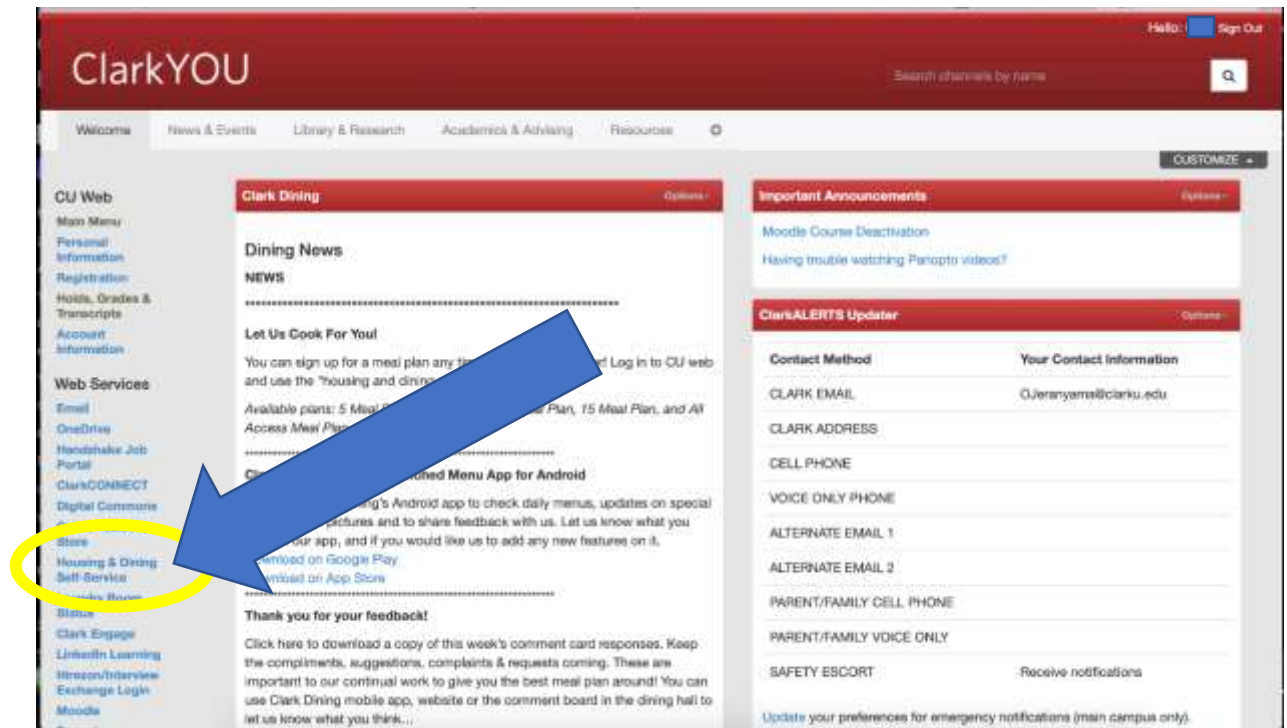 Hello: Sign Out
ClarkYOU
Search channels by name
Welcome News & Events Library & Research Academics & Advising Resources
CUSTOMIZE
CU Web
Main Menu
Personal
Information
Registration
Holds, Grades &
Transcripts
Account
Information
Web Services
Email
OneDrive
Handshake Job
Portal
ClarkCONNECT
Digital Commons
Store
Housing & Dining
Self-Service
Laundry Room
Status
Clark Engage
LinkedIn Learning
Exchange Login
Moodle
Clark Dining Options
Dining News
NEWS
Let Us Cook For You!
You can sign up for a meal plan any Log in to CU web
and use the "housing and dining
Available plans: 5 Meal Plan, 15 Meal Plan, and All
Access Meal Plan
Menu App for Android
Android app to check daily menus, updates on special
pictures and to share feedback with us. Let us know what you
our app, and if you would like us to add any new features on it.
on Google Play
on App Store
Thank you for your feedback!
Click here to download a copy of this week's comment card responses. Keep
the compliments, suggestions, complaints & requests coming. These are
important to our continual work to give you the best meal plan around! You can
use Clark Dining mobile app, website or the comment board in the dining hall to
let us know what you think...
Important Announcements Options
Moodle Course Deactivation
Having trouble watching Panopto videos?
ClarkALERTS Updater Options
Contact Method Your Contact Information
CLARK EMAIL OJeranyama@clarku.edu
CLARK ADDRESS
CELL PHONE
VOICE ONLY PHONE
ALTERNATE EMAIL 1
ALTERNATE EMAIL 2
PARENT/FAMILY CELL PHONE
PARENT/FAMILY VOICE ONLY
SAFETY ESCORT Receive notifications
Update your preferences for emergency notifications (main campus only).